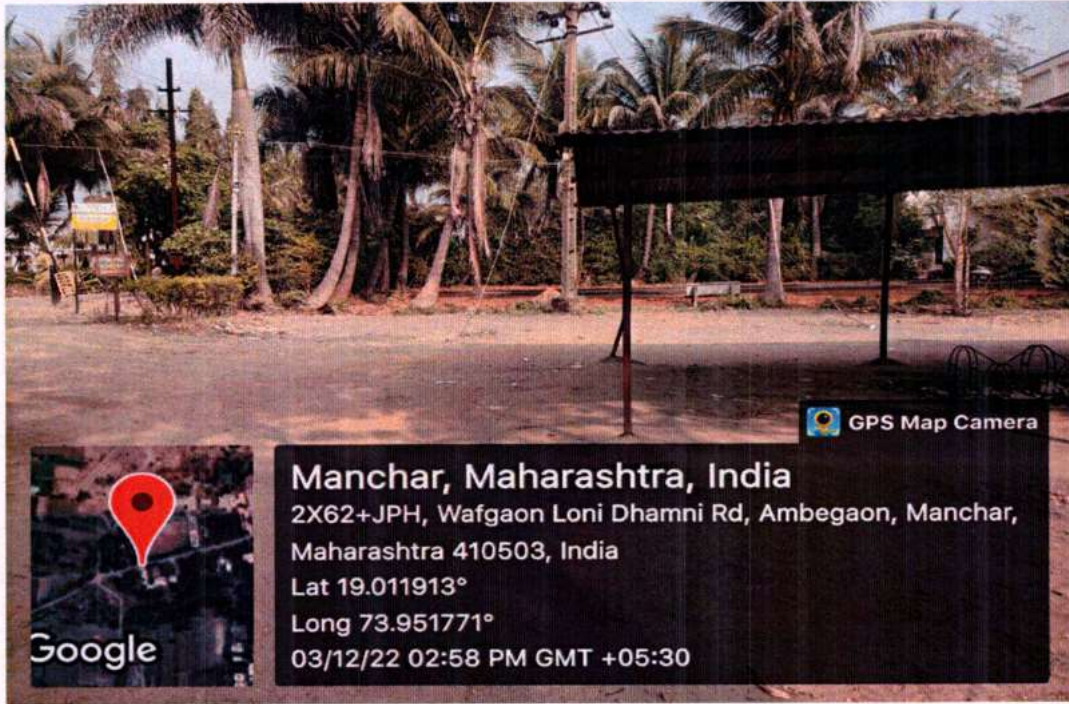 GPS Map Camera
Manchar, Maharashtra, India
2X62+JPH, Wafgaon Loni Dhamni Rd, Ambegaon, Manchar,
Maharashtra 410503, India
Lat 19.011913°
Long 73.951771°
03/12/22 02:58 PM GMT +05:30
Google